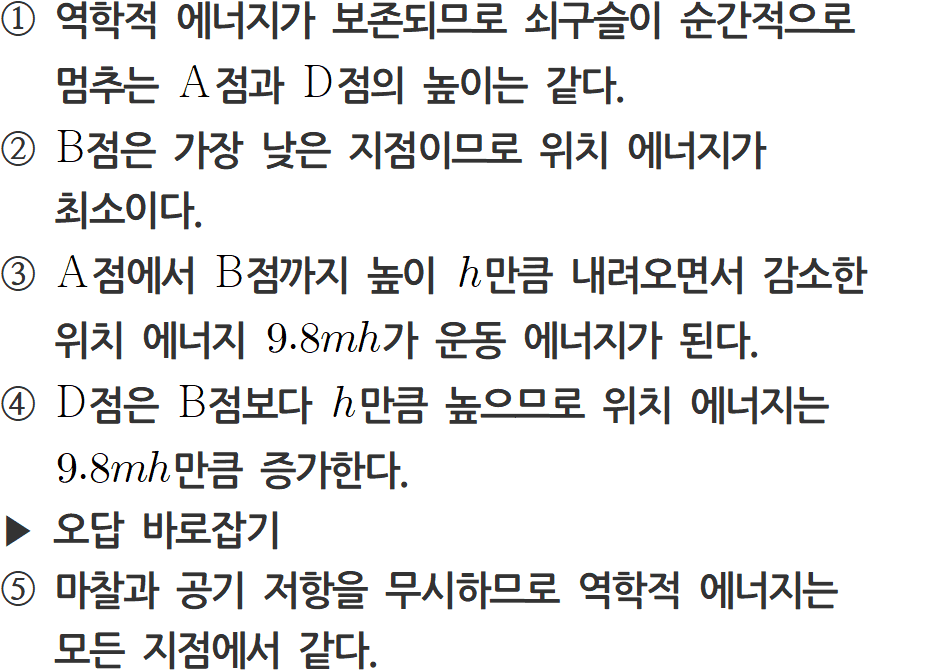 ① 역학적 에너지가 보존되므로 쇠구슬이 순간적으로
멈추는 A점과 D점의 높이는 같다.
② B점은 가장 낮은 지점이므로 위치 에너지가
최소이다.
③ A점에서 B점까지 높이 h만큼 내려오면서 감소한
위치 에너지 9.8mh가 운동 에너지가 된다.
④ D점은 B점보다 h만큼 높으므로 위치 에너지는
9.8mh만큼 증가한다.
▶ 오답 바로잡기
⑤ 마찰과 공기 저항을 무시하므로 역학적 에너지는
모든 지점에서 같다.